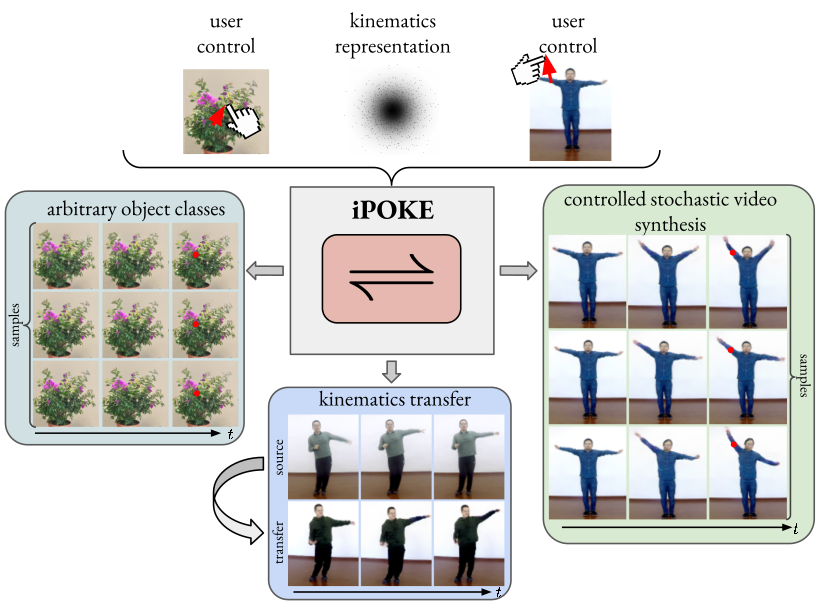 user
control
kinematics
representation
user
control
iPOKE
arbitrary object classes
samples
t
controlled stochastic video
synthesis
samples
t
kinematics transfer
source
transfer
t